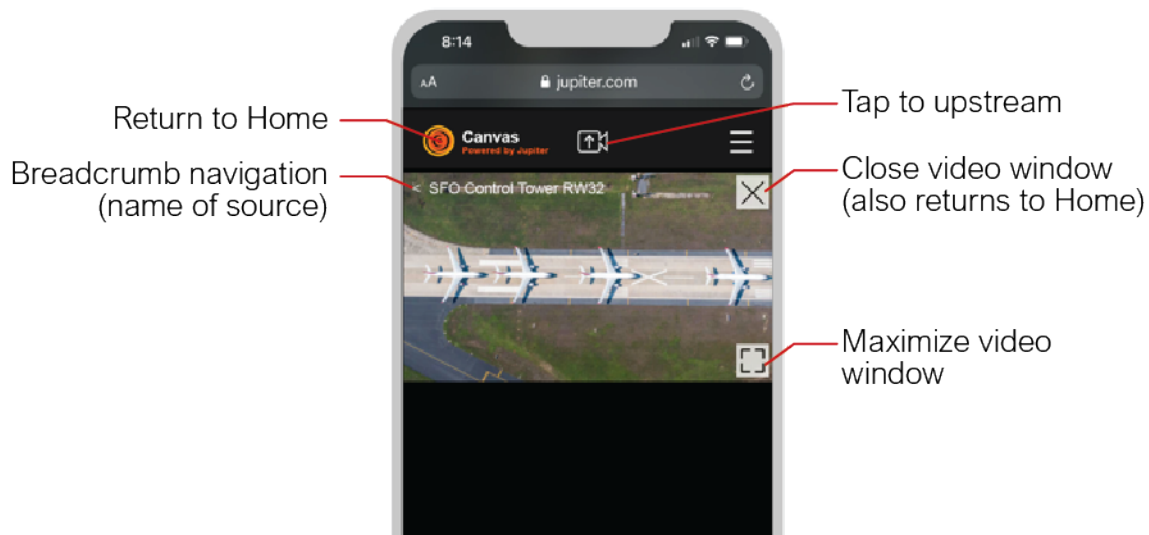 8:14
AA
jupiter.com
Return to Home
Canvas
Powered by Jupiter
Tap to upstream
Breadcrumb navigation
(name of source)
< SFO Control Tower RW32
Close video window
(also returns to Home)
Maximize video
window